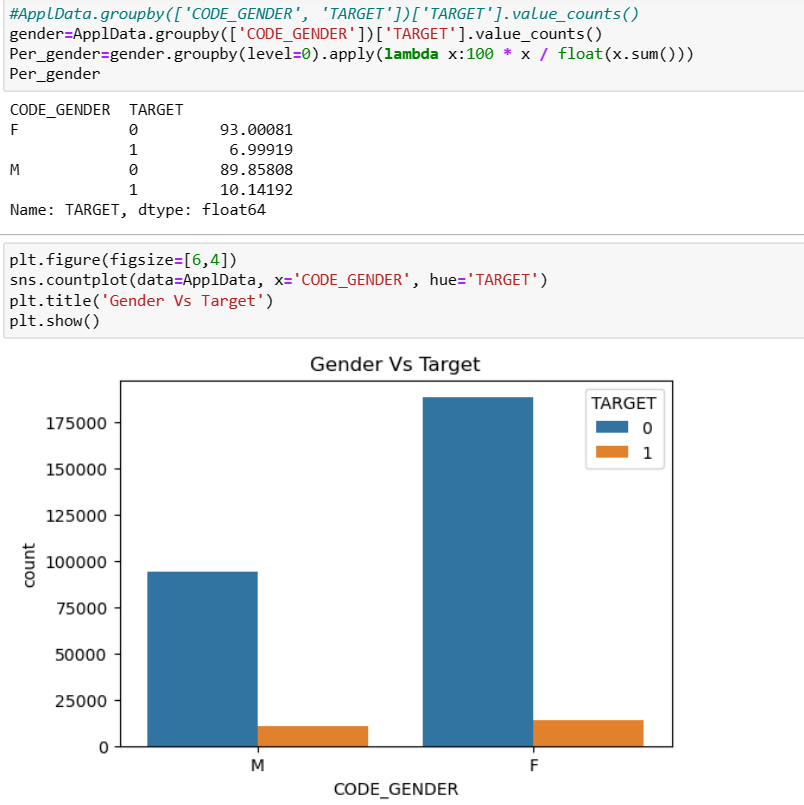 #ApplData.groupby(['CODE_GENDER', 'TARGET'])['TARGET'].value_counts()
gender=ApplData.groupby(['CODE_GENDER'])['TARGET'].value_counts()
Per_gender=gender.groupby(level=0).apply(lambda x:100 * x / float(x.sum()))
Per_gender
CODE_GENDER  TARGET
F            0         93.00081
             1          6.99919
M            0         89.85808
             1         10.14192
Name: TARGET, dtype: float64
plt.figure(figsize=[6,4])
sns.countplot(data=ApplData, x='CODE_GENDER', hue='TARGET')
plt.title('Gender Vs Target')
plt.show()
Gender Vs Target
TARGET
0
1
175000
150000
125000
100000
75000
50000
25000
0
count
M
F
CODE_GENDER